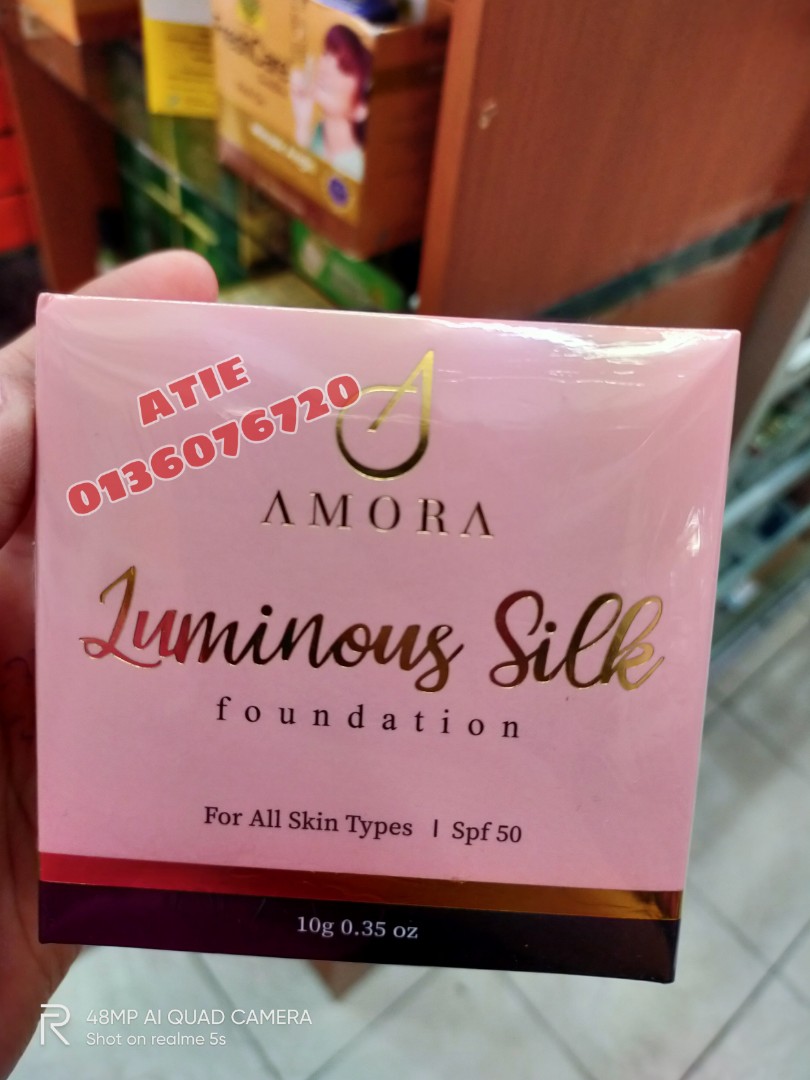 ATIE
0136076720
AMORA
Luminous Silk
foundation
For All Skin Types | Spf 50
10g 0.35 oz
48MP AI QUAD CAMERA
Shot on realme 5s